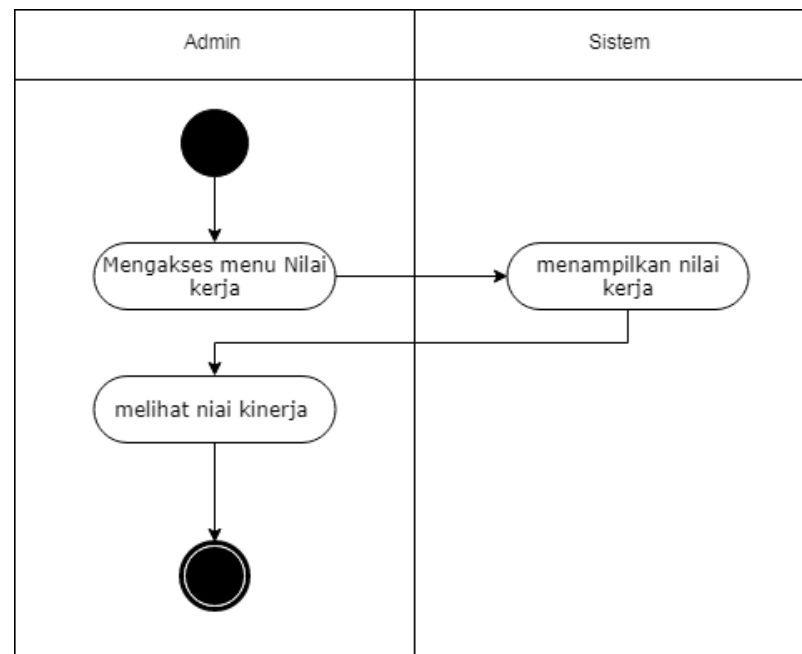 Admin
Sistem
Mengakses menu Nilai
kerja
menampilkan nilai
kerja
melihat niai kinerja